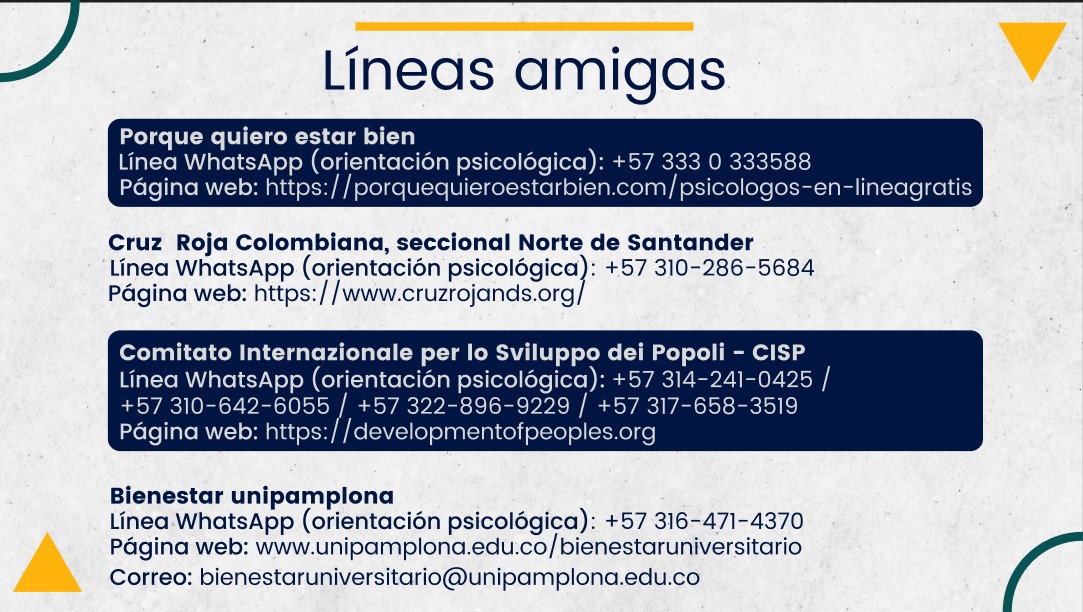 Líneas amigas
Porque quiero estar bien
Línea WhatsApp (orientación psicológica): +57 333 0 333588
Página web: https://porquequieroestarbien.com/psicologos-en-lineagratis
Cruz  Roja Colombiana, seccional Norte de Santander
Línea WhatsApp (orientación psicológica): +57 310-286-5684
Página web: https://www.cruzrojands.org/
Comitato Internazionale per lo Sviluppo dei Popoli - CISP
Línea WhatsApp (orientación psicológica): +57 314-241-0425 /
+57 310-642-6055 / +57 322-896-9229 / +57 317-658-3519
Página web: https://developmentofpeoples.org
Bienestar unipamplona
Línea WhatsApp (orientación psicológica): +57 316-471-4370
Página web: www.unipamplona.edu.co/bienestaruniversitario
Correo: bienestaruniversitario@unipamplona.edu.co